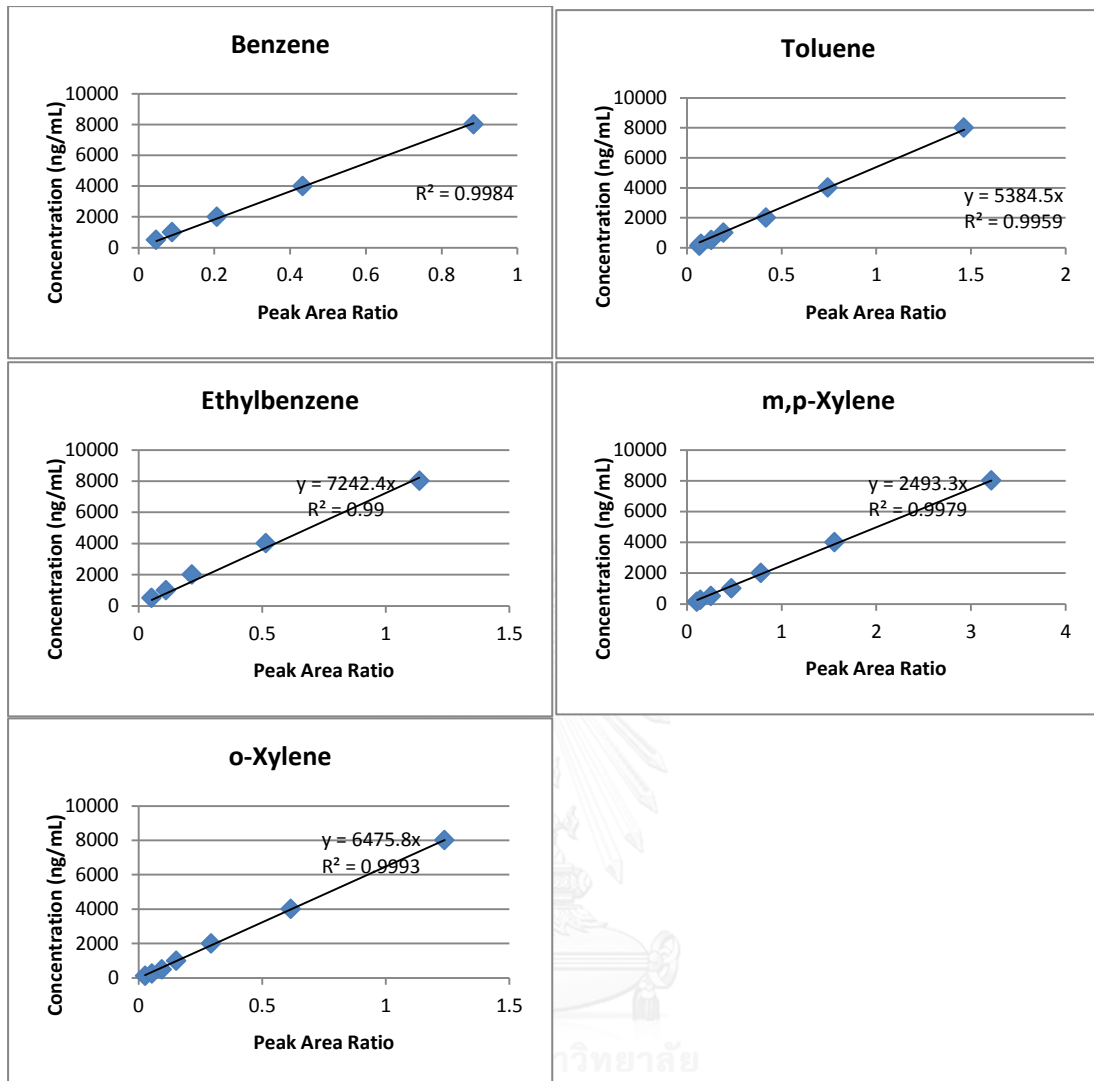 Benzene
Concentration (ng/mL)
10000
8000
6000
4000
2000
0
R² = 0.9984
0 0.2 0.4 0.6 0.8 1
Peak Area Ratio
Toluene
Concentration (ng/mL)
10000
8000
6000
4000
2000
0
y = 5384.5x
R² = 0.9959
0 0.5 1 1.5 2
Peak Area Ratio
Ethylbenzene
Concentration (ng/mL)
10000
8000
6000
4000
2000
0
y = 7242.4x
R² = 0.99
0 0.5 1 1.5
Peak Area Ratio
m,p-Xylene
Concentration (ng/mL)
10000
8000
6000
4000
2000
0
y = 2493.3x
R² = 0.9979
0 1 2 3 4
Peak Area Ratio
o-Xylene
Concentration (ng/mL)
10000
8000
6000
4000
2000
0
y = 6475.8x
R² = 0.9993
0 0.5 1 1.5
Peak Area Ratio